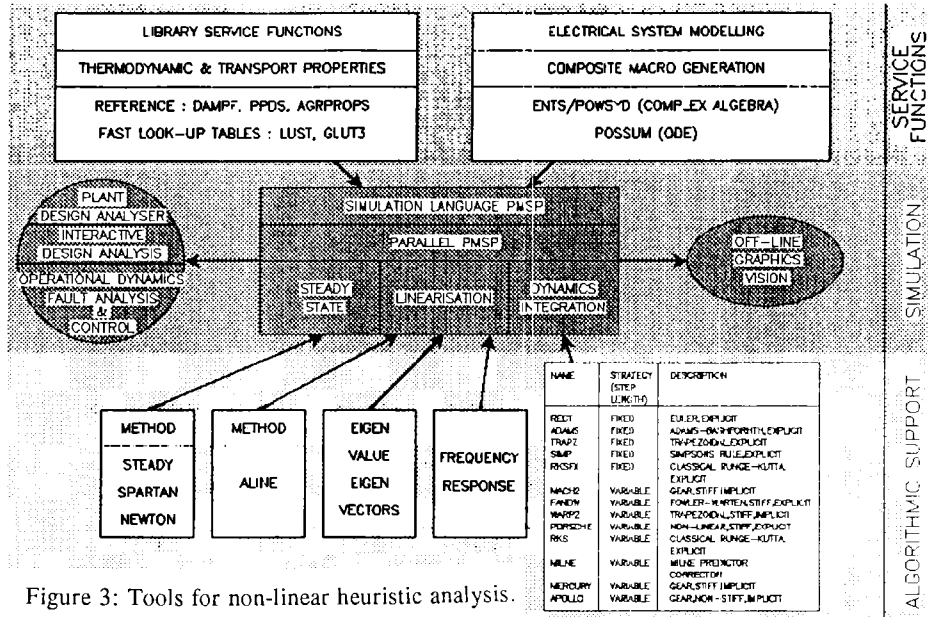 LIBRARY SERVICE FUNCTIONS
THERMODYNAMIC & TRANSPORT PROPERTIES
REFERENCE : DAMPF, PPDS, AGRPROPS
FAST LOOK-UP TABLES : LUST, GLUT3
ELECTRICAL SYSTEM MODELLING
COMPOSITE MACRO GENERATION
ENTS/POWSYD (COMPLEX ALGEBRA)
POSSUM (ODE)
SERVICE
FUNCTIONS
PLANT
DESIGN ANALYSER
INTERACTIVE
DESIGN ANALYSIS
OPERATIONAL DYNAMICS
FAULT ANALYSIS
&
CONTROL
SIMULATION LANGUAGE PMSP
PARALLEL PMSP
STEADY
STATE
LINEARISATION
DYNAMICS
INTEGRATION
OFF-LINE
GRAPHICS
VISION
SIMULATION
METHOD
STEADY
SPARTAN
NEWTON
METHOD
ALINE
EIGEN
VALUE
EIGEN
VECTORS
FREQUENCY
RESPONSE
NAME STRATEGY (STEP LENGTH) DESCRIPTION
RECT FIXED EULER, EXPLICIT
ADAMS FIXED ADAMS-BASHFORTH, EXPLICIT
TRAPZ FIXED TRAPEZOIDAL, EXPLICIT
SIMP FIXED SIMPSONS RULE, EXPLICIT
RKSFX FIXED CLASSICAL RUNGE-KUTTA,
EXPLICIT
MACH2 VARIABLE GEAR, STIFF IMPLICIT
FANDW VARIABLE FOWLER-WARTEN, STIFF, EXPLICIT
WARPZ VARIABLE TRAPEZOIDAL, STIFF, IMPLICIT
PORSCHE VARIABLE NON-LINEAR, STIFF, EXPLICIT
RKS VARIABLE CLASSICAL RUNGE-KUTTA
EXPLICIT
MILNE VARIABLE MILNE PREDICTOR
CORRECTOR
MERCURY VARIABLE GEAR, STIFF IMPLICIT
APOLLO VARIABLE GEAR, NON-STIFF, IMPLICIT
ALGORITHMIC SUPPORT
Figure 3: Tools for non-linear heuristic analysis.